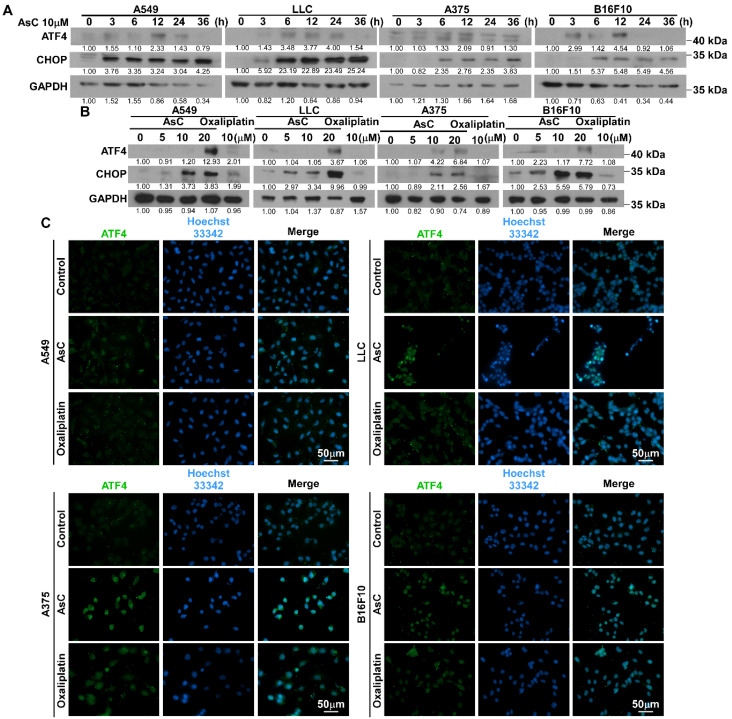 A
A549 LLC A375 B16F10
AsC 10μM 0 3 6 12 24 36 0 3 6 12 24 36 (h) 0 3 6 12 24 36 0 3 6 12 24 36 (h)
ATF4 -40 kDa
1.00 1.55 1.10 2.33 1.43 0.79 1.00 1.43 3.48 3.77 4.00 1.54 1.00 1.03 1.33 2.09 0.91 1.30 1.00 2.99 1.42 4.54 0.92 1.06
CHOP -35 kDa
1.00 3.78 3.35 3.24 3.04 4.25 1.00 5.92 23.19 22.89 23.49 25.24 1.00 0.82 2.35 2.76 2.35 3.83 1.00 1.51 5.37 5.48 5.49 4.56
GAPDH -35 kDa
1.00 1.52 1.55 0.86 0.58 0.34 1.00 0.82 1.20 0.64 0.86 0.94 1.00 1.21 1.30 1.66 1.64 1.68 1.00 0.71 0.63 0.41 0.34 0.44
B
A549 LLC A375 B16F10
AsC Oxaliplatin AsC Oxaliplatin AsC Oxaliplatin AsC Oxaliplatin
0 5 10 20 10(μM) 0 5 10 20 10(μM) 0 5 10 20 10(μM) 0 5 10 20 10(μM)
ATF4 -40 kDa
1.00 0.91 1.20 12.93 2.01 1.00 1.04 1.05 3.67 1.06 1.00 1.07 4.22 6.84 1.07 1.00 2.23 1.17 7.72 1.08
CHOP -35 kDa
1.00 1.31 3.73 3.83 1.99 1.00 2.97 3.34 9.96 0.99 1.00 0.89 2.11 2.56 1.67 1.00 2.53 5.59 5.79 0.73
GAPDH -35 kDa
1.00 0.95 0.94 1.07 0.96 1.00 1.04 1.37 0.87 1.57 1.00 0.82 0.90 0.74 0.89 1.00 0.95 0.99 0.99 0.86
C
ATF4 Hoechst 33342 Merge
A549
Control
AsC
Oxaliplatin
50μm
ATF4 Hoechst 33342 Merge
LLC
Control
AsC
Oxaliplatin
50μm
ATF4 Hoechst 33342 Merge
A375
Control
AsC
Oxaliplatin
50μm
ATF4 Hoechst 33342 Merge
B16F10
Control
AsC
Oxaliplatin
50μm